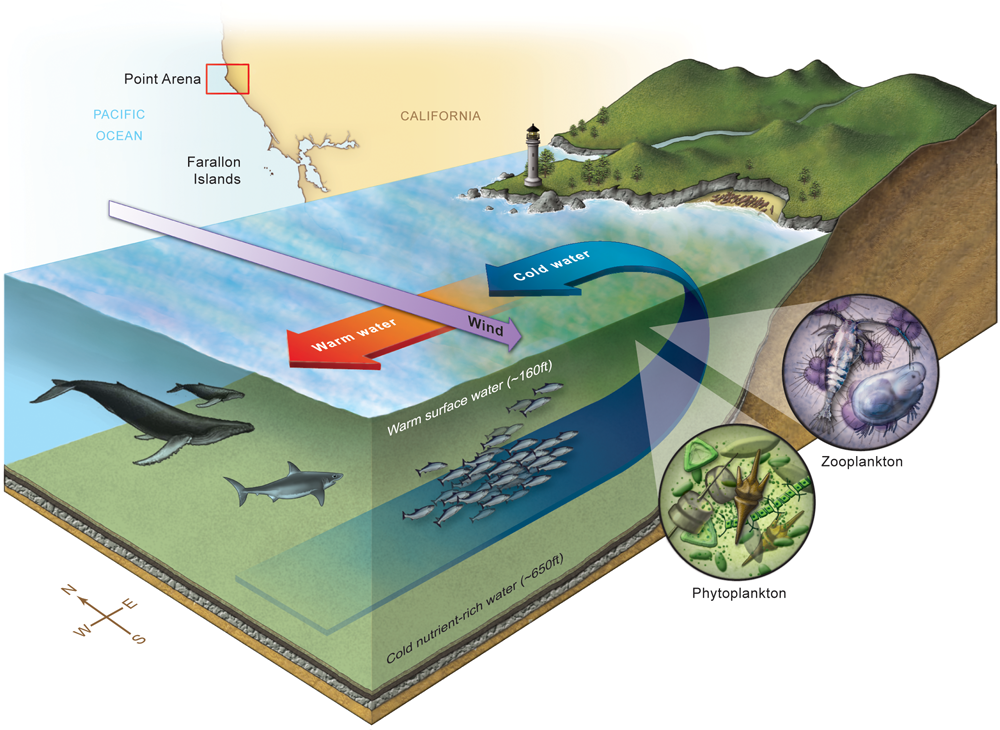 Point Arena
PACIFIC
OCEAN
CALIFORNIA
Farallon
Islands
Cold water
Wind
Warm water
Warm surface water (~160ft)
Zooplankton
Phytoplankton
Cold nutrient-rich water (~650ft)
N
E
W
S